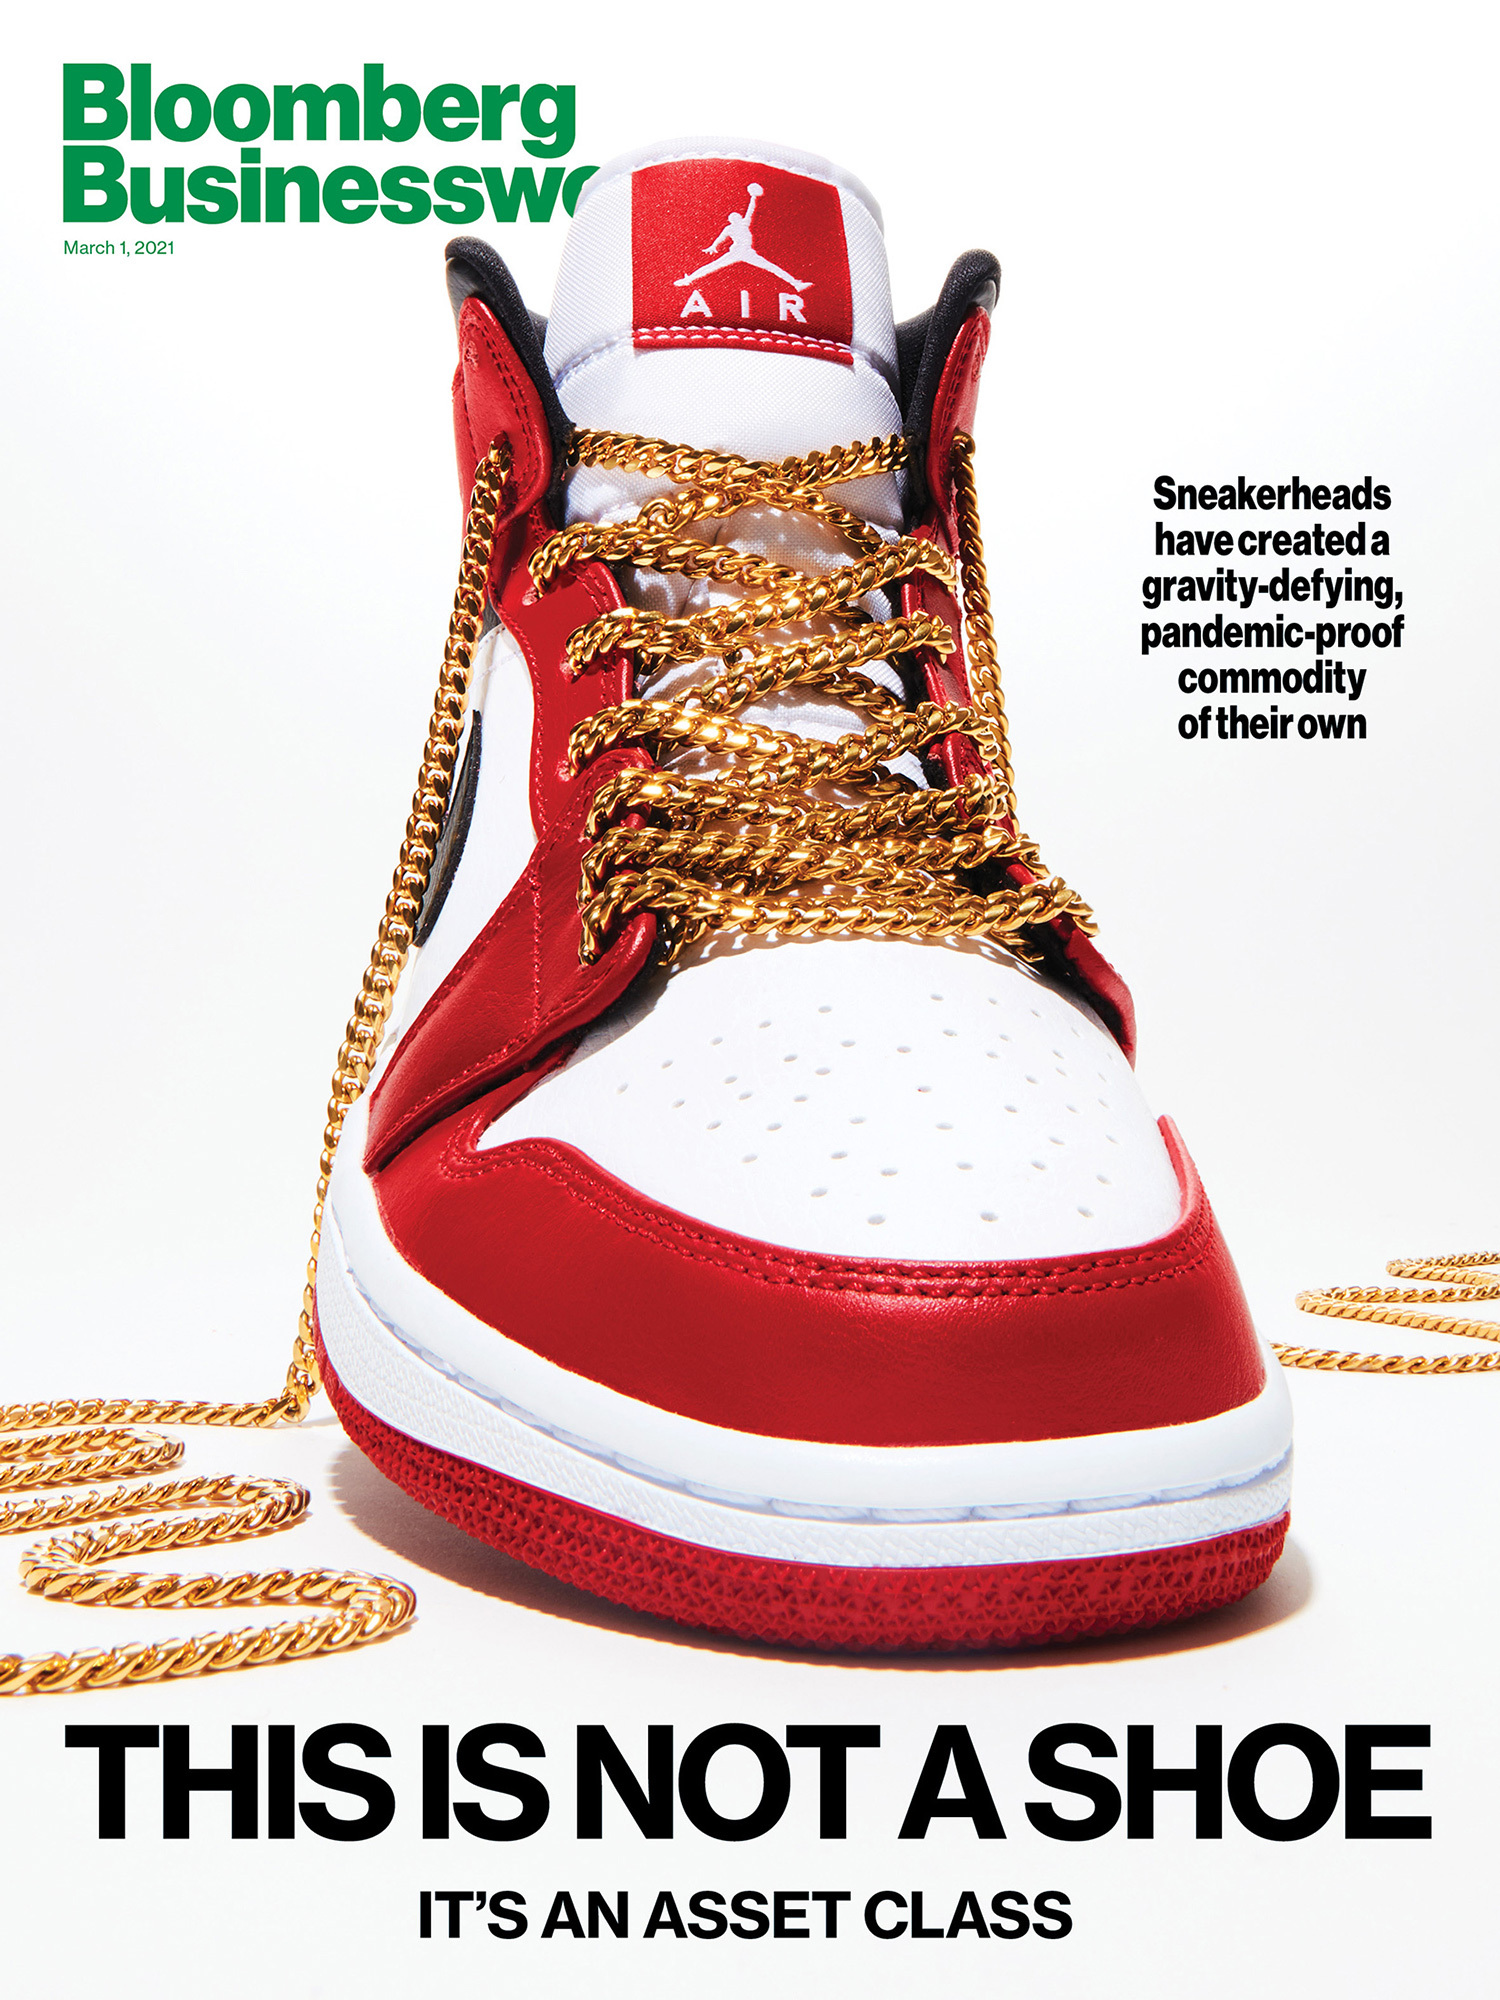 Bloomberg
Businesswe
March 1, 2021
AIR
Sneakerheads
have created a
gravity-defying,
pandemic-proof
commodity
of their own
THIS IS NOT A SHOE
IT'S AN ASSET CLASS